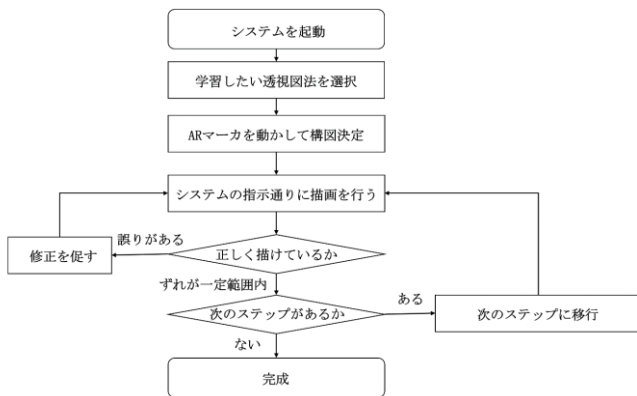 システムを起動
学習したい透視図法を選択
ARマーカを動かして構図決定
システムの指示通りに描画を行う
誤りがある
修正を促す
正しく描けているか
ずれが一定範囲内
次のステップがあるか
ある
次のステップに移行
ない
完成